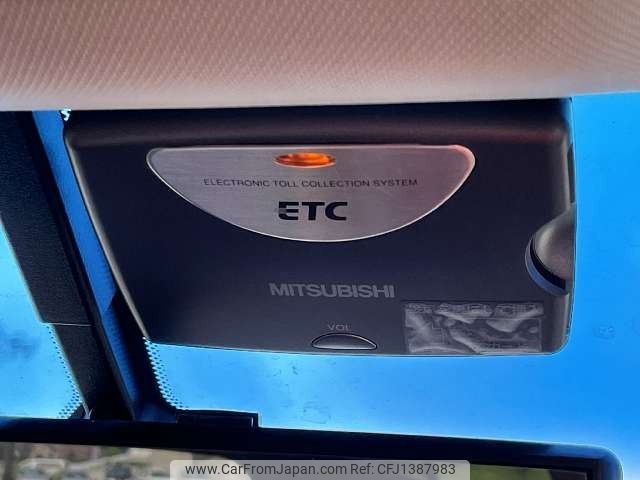 ELECTRONIC TOLL COLLECTION SYSTEM
ETC
MITSUBISHI
VOL
www.CarFromJapan.com Ref:CFJ1387983